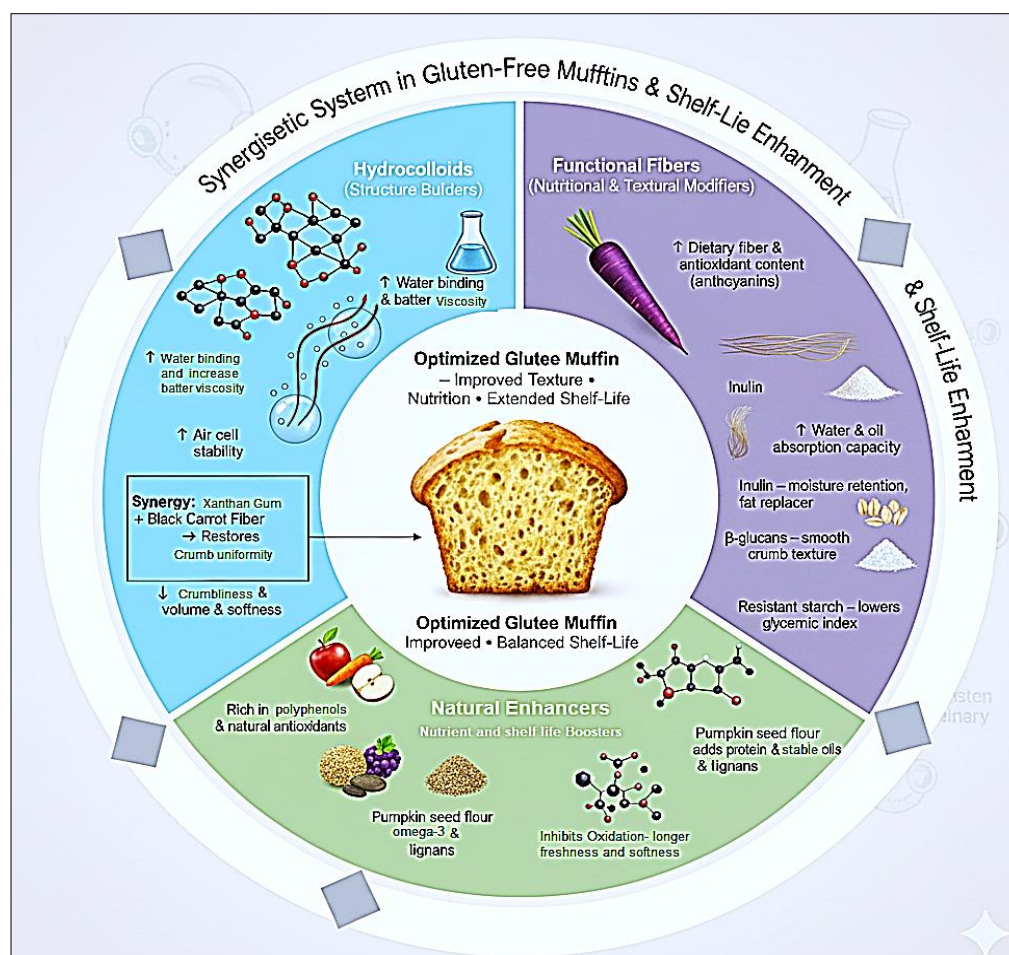 Synergisetic System in Gluten-Free Mufftins & Shelf-Lie Enhanment
& Shelf-Life Enhanment
Hydrocolloids
(Structure Bulders)
↑ Water binding
& batter Viscosity
↑ Water binding
and increase
batter viscosity
↑ Air cell
stability
Synergy: Xanthan Gum
+ Black Carrot Fiber
→ Restores
Crumb uniformity
↓ Crumbliness &
volume & softness
Functional Fibers
(Nutrtional & Textural Modifiers)
↑ Dietary fiber &
antioxidant content
(anthcyanins)
Inulin
↑ Water & oil
absorption capacity
Inulin – moisture retention,
fat replacer
β-glucans – smooth
crumb texture
Resistant starch – lowers
glycemic index
Optimized Glutee Muffin
– Improved Texture •
Nutrition • Extended Shelf-Life
Optimized Glutee Muffin
Improveed • Balanced Shelf-Life
Natural Enhancers
Nutrient and shelf life Boosters
Rich in polyphenols
& natural antioxidants
Pumpkin seed flour
omega-3 &
lignans
Inhibits Oxidation- longer
freshness and softness
Pumpkin seed flour
adds protein & stable oils
& lignans